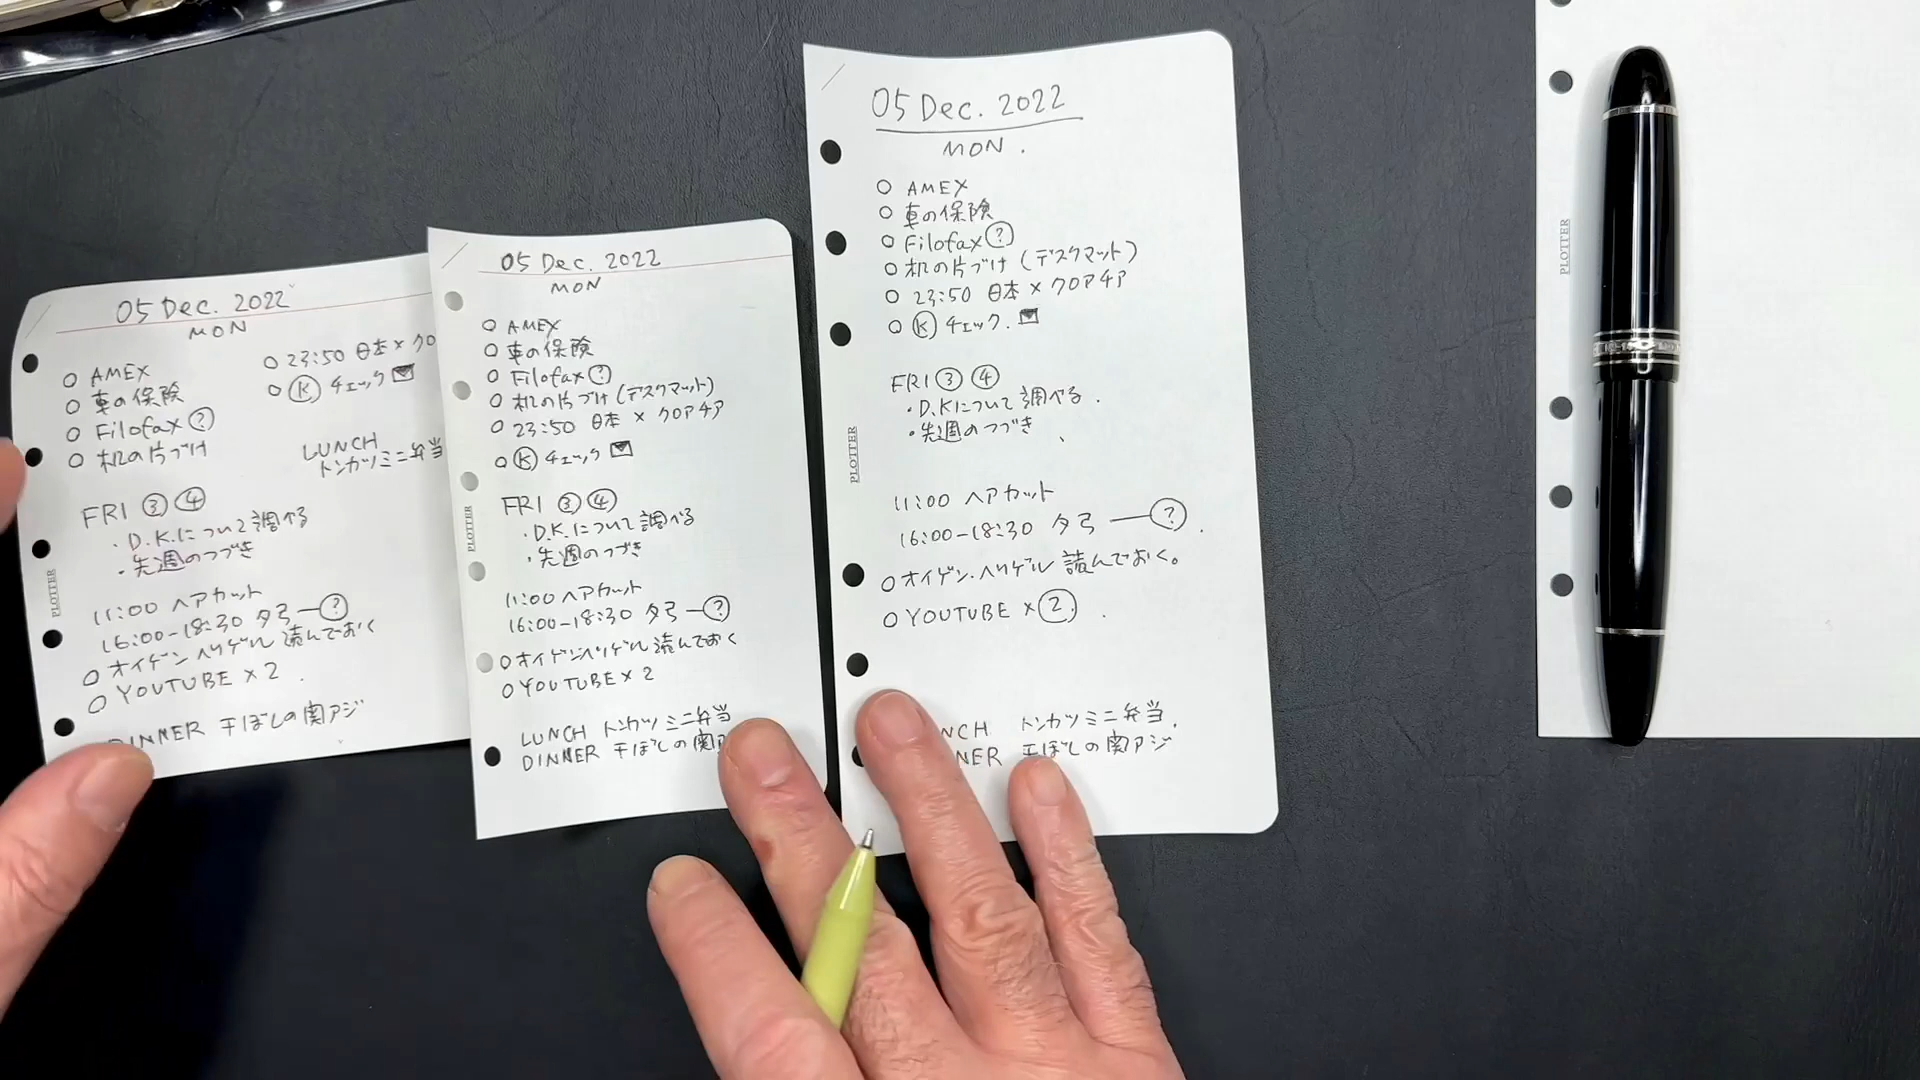 05 Dec. 2022
MON
○ AMEX
○ 車の保険
○ Filofax ?
○ 机の片づけ
○ 23:50 日本 × クロ
○ K チェック
LUNCH
トンカツミニ弁当
FRI ③ ④
・D.K.について調べる
・先週のつづき
11:00 ヘアカット
16:00-18:30 夕弓 — ?
○ オイゲン ヘリゲル 読んでおく
○ YOUTUBE × 2
DINNER 干ぼしの関アジ
PLOTTER
05 Dec. 2022
MON
○ AMEX
○ 車の保険
○ Filofax ?
○ 机の片づけ (デスクマット)
○ 23:50 日本 × クロアチア
○ K チェック
FRI ③ ④
・D.K.について調べる
・先週のつづき
11:00 ヘアカット
16:00-18:30 夕弓 — ?
○ オイゲンヘリゲル 読んでおく
○ YOUTUBE × 2
LUNCH トンカツミニ弁当
DINNER 干ぼしの関ア
PLOTTER
05 Dec. 2022
MON.
○ AMEX
○ 車の保険
○ Filofax ?
○ 机の片づけ (デスクマット)
○ 23:50 日本 × クロアチア
○ K チェック.
FRI ③ ④
・D.Kについて調べる.
・先週のつづき
11:00 ヘアカット
16:00-18:30 夕弓 — ?
○ オイゲン.ヘリゲル 読んでおく。
○ YOUTUBE × ②
NCH トンカツミニ弁当.
NER 干ぼしの関アジ
PLOTTER
PLOTTER